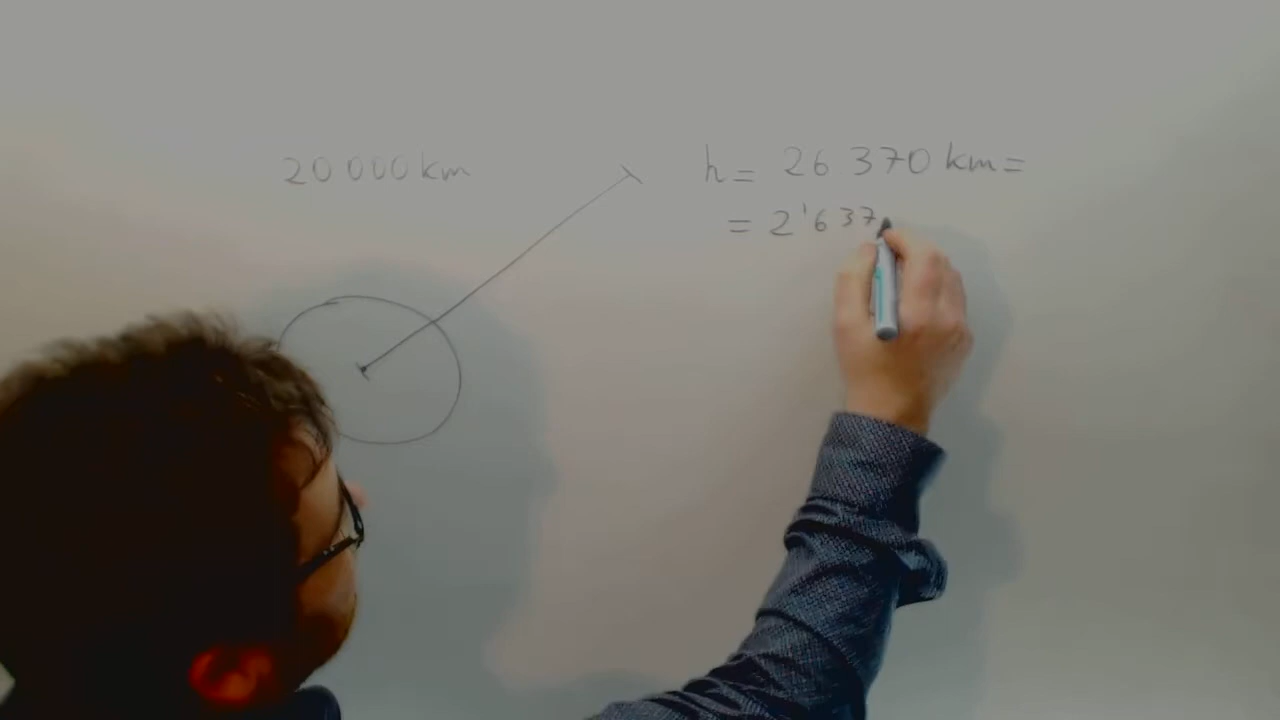 20 000 km
h = 26 370 km =
= 2'637